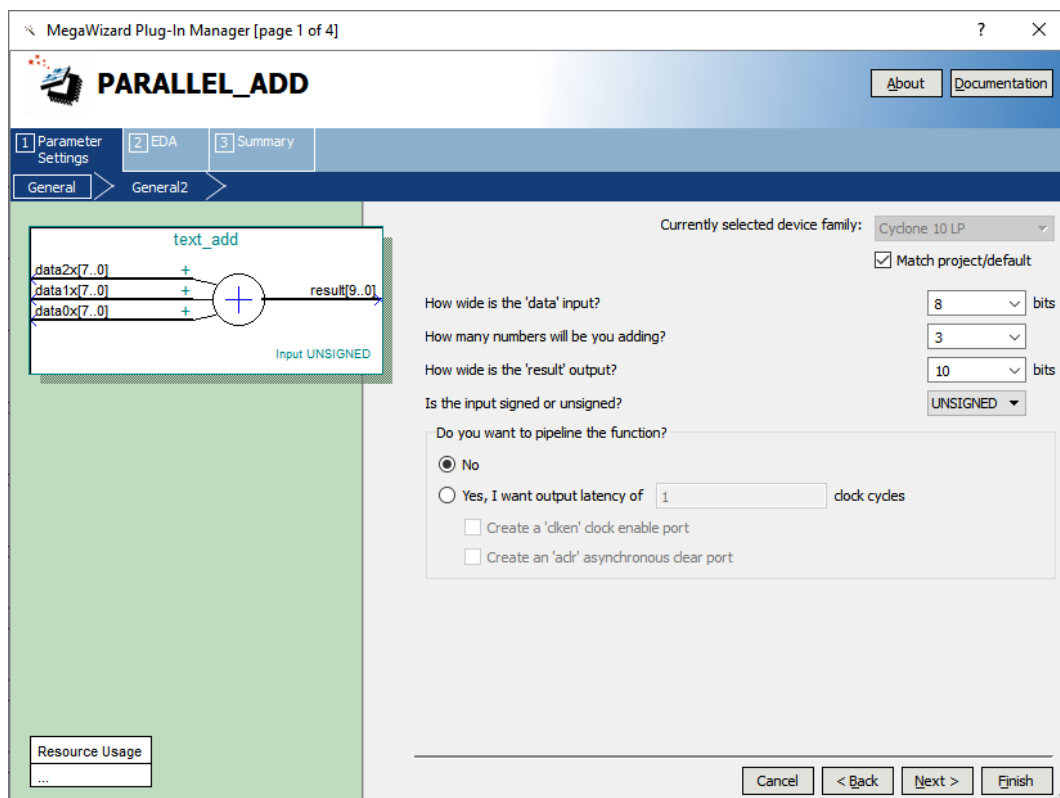 MegaWizard Plug-In Manager [page 1 of 4]
?
PARALLEL_ADD
About
Documentation
1 Parameter Settings
2 EDA
3 Summary
General
General2
text_add
data2x[7..0]
+
data1x[7..0]
+
result[9..0]
data0x[7..0]
+
Input UNSIGNED
Currently selected device family:
Cyclone 10 LP
Match project/default
How wide is the 'data' input?
8
bits
How many numbers will be you adding?
3
How wide is the 'result' output?
10
bits
Is the input signed or unsigned?
UNSIGNED
Do you want to pipeline the function?
No
Yes, I want output latency of
1
clock cycles
Create a 'clken' clock enable port
Create an 'aclr' asynchronous clear port
Resource Usage
...
Cancel
< Back
Next >
Finish